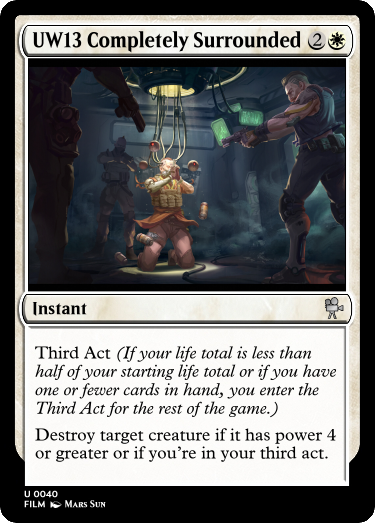 UW13 Completely Surrounded 2
Instant
Third Act (If your life total is less than
half of your starting life total or if you have
one or fewer cards in hand, you enter the
Third Act for the rest of the game.)
Destroy target creature if it has power 4
or greater or if you're in your third act.
U 0040
FILM Mars Sun